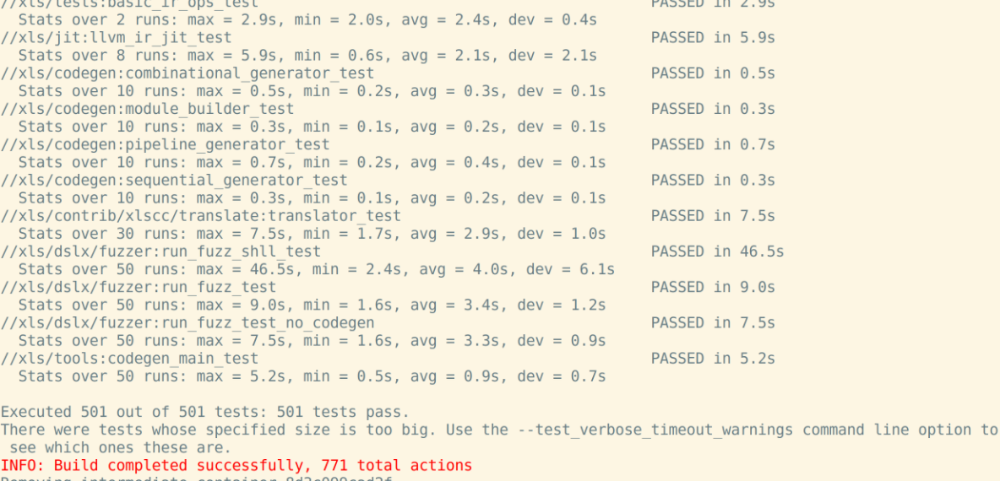 //xls/tests:basic_ir_ops_test PASSED in 2.9s
Stats over 2 runs: max = 2.9s, min = 2.0s, avg = 2.4s, dev = 0.4s
//xls/jit:llvm_ir_jit_test PASSED in 5.9s
Stats over 8 runs: max = 5.9s, min = 0.6s, avg = 2.1s, dev = 2.1s
//xls/codegen:combinational_generator_test PASSED in 0.5s
Stats over 10 runs: max = 0.5s, min = 0.2s, avg = 0.3s, dev = 0.1s
//xls/codegen:module_builder_test PASSED in 0.3s
Stats over 10 runs: max = 0.3s, min = 0.1s, avg = 0.2s, dev = 0.1s
//xls/codegen:pipeline_generator_test PASSED in 0.7s
Stats over 10 runs: max = 0.7s, min = 0.2s, avg = 0.4s, dev = 0.1s
//xls/codegen:sequential_generator_test PASSED in 0.3s
Stats over 10 runs: max = 0.3s, min = 0.1s, avg = 0.2s, dev = 0.1s
//xls/contrib/xlscc/translate:translator_test PASSED in 7.5s
Stats over 30 runs: max = 7.5s, min = 1.7s, avg = 2.9s, dev = 1.0s
//xls/dslx/fuzzer:run_fuzz_shll_test PASSED in 46.5s
Stats over 50 runs: max = 46.5s, min = 2.4s, avg = 4.0s, dev = 6.1s
//xls/dslx/fuzzer:run_fuzz_test PASSED in 9.0s
Stats over 50 runs: max = 9.0s, min = 1.6s, avg = 3.4s, dev = 1.2s
//xls/dslx/fuzzer:run_fuzz_test_no_codegen PASSED in 7.5s
Stats over 50 runs: max = 7.5s, min = 1.6s, avg = 3.3s, dev = 0.9s
//xls/tools:codegen_main_test PASSED in 5.2s
Stats over 50 runs: max = 5.2s, min = 0.5s, avg = 0.9s, dev = 0.7s
Executed 501 out of 501 tests: 501 tests pass.
There were tests whose specified size is too big. Use the --test_verbose_timeout_warnings command line option to
see which ones these are.
INFO: Build completed successfully, 771 total actions
Removing intermediate container